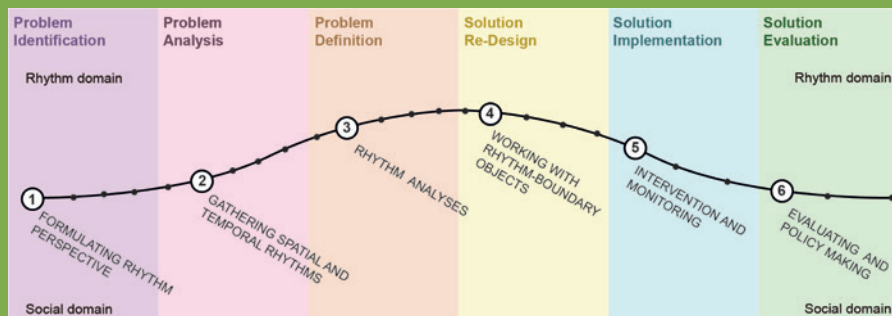 Problem
Identification
Problem
Analysis
Problem
Definition
Solution
Re-Design
Solution
Implementation
Solution
Evaluation
Rhythm domain
Rhythm domain
1
FORMULATING RHYTHM
PERSPECTIVE
2
GATHERING SPATIAL AND
TEMPORAL RHYTHMS
3
RHYTHM ANALYSES
4
WORKING WITH
RHYTHM-BOUNDARY
OBJECTS
5
INTERVENTION AND
MONITORING
6
EVALUATING AND
POLICY MAKING
Social domain
Social domain